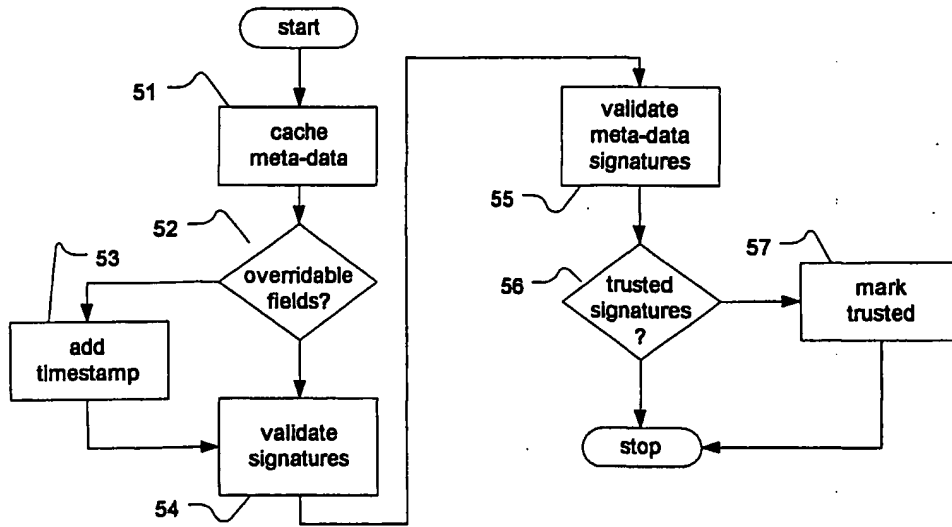 start
51
cache
meta-data
52
overridable
fields?
53
add
timestamp
validate
signatures
54
validate
meta-data
signatures
55
56
trusted
signatures
?
57
mark
trusted
stop